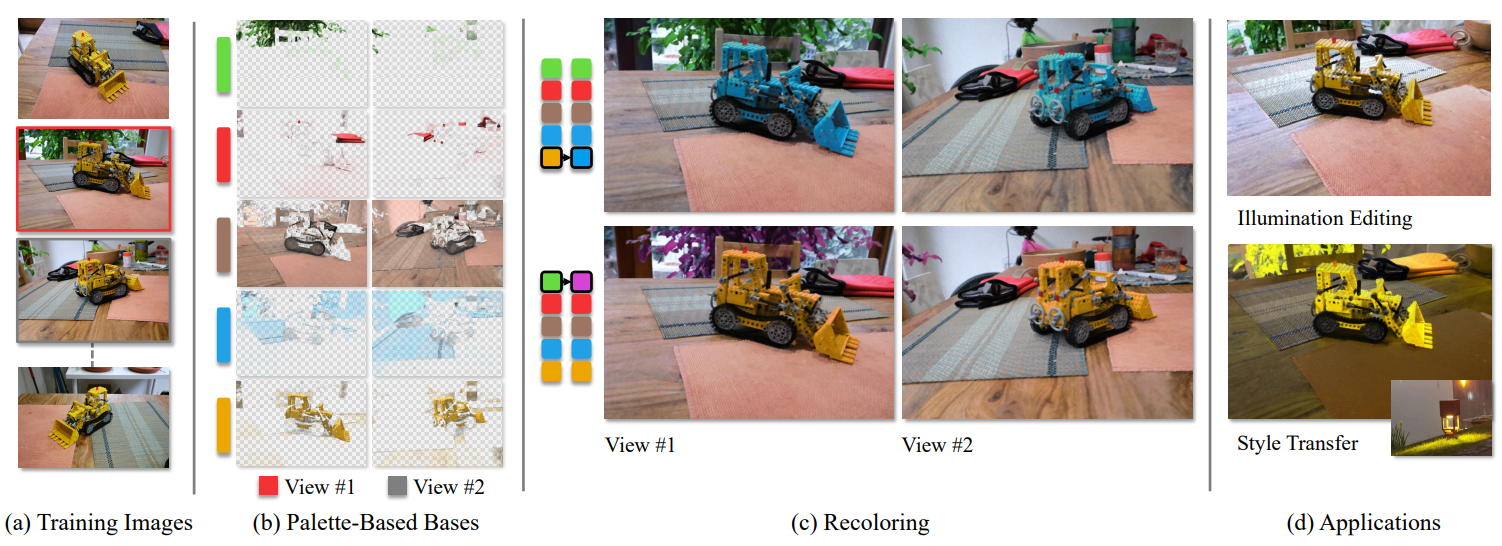 View #1
View #2
View #1
View #2
Illumination Editing
Style Transfer
(a) Training Images
(b) Palette-Based Bases
(c) Recoloring
(d) Applications